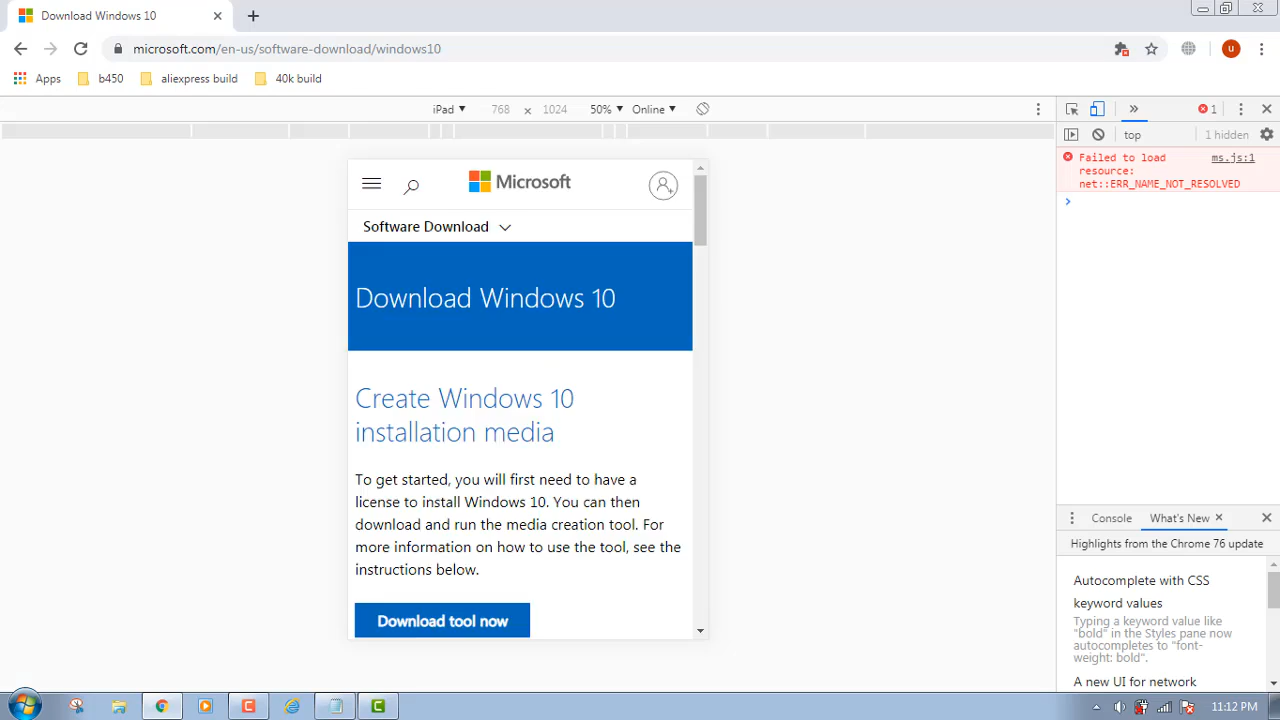 Download Windows 10
microsoft.com/en-us/software-download/windows10
u
Apps
b450
aliexpress build
40k build
iPad
768 × 1024
50%
Online
1
top
1 hidden
Failed to load resource: net::ERR_NAME_NOT_RESOLVED
ms.js:1
Microsoft
Software Download
Download Windows 10
Create Windows 10
installation media
To get started, you will first need to have a
license to install Windows 10. You can then
download and run the media creation tool. For
more information on how to use the tool, see the
instructions below.
Download tool now
Console
What's New
Highlights from the Chrome 76 update
Autocomplete with CSS
keyword values
Typing a keyword value like
"bold" in the Styles pane now
autocompletes to "font-
weight: bold".
A new UI for network
11:12 PM